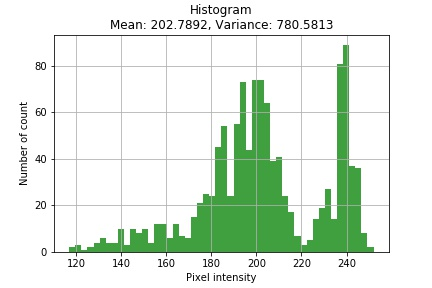 Histogram
Mean: 202.7892, Variance: 780.5813
Number of count
80
60
40
20
0
120 140 160 180 200 220 240
Pixel intensity